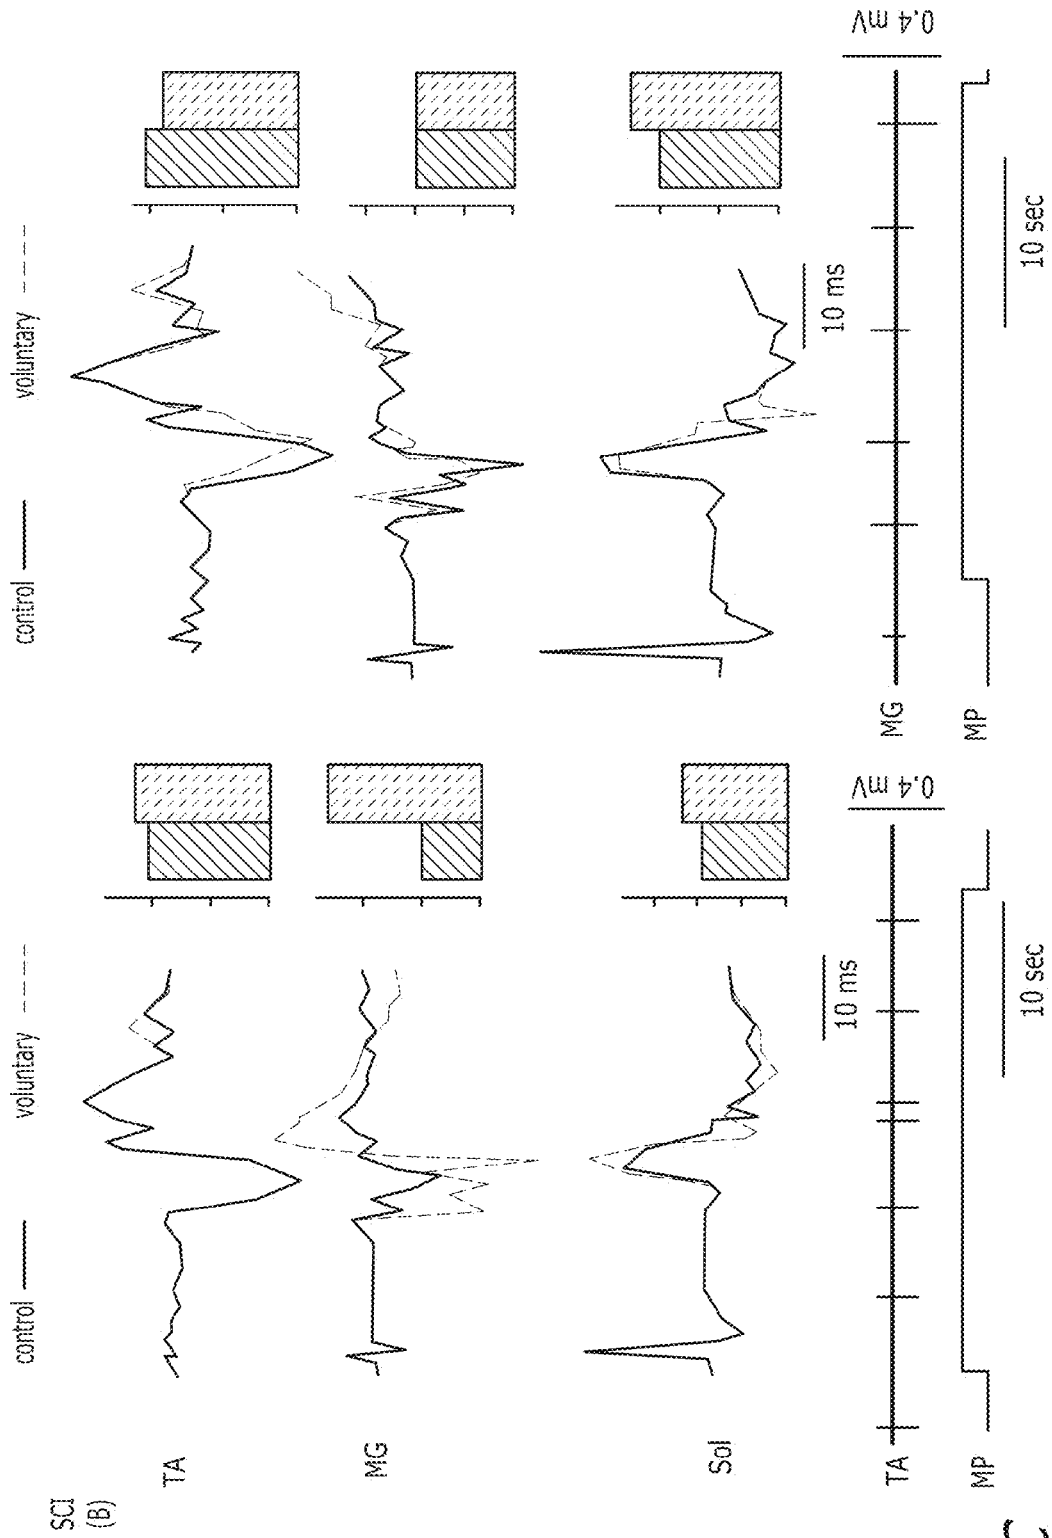 SCI
(B)
control
voluntary
control
voluntary
TA
MG
Sol
10 ms
10 ms
TA
0.4 mV
MG
0.4 mV
MP
10 sec
MP
10 sec